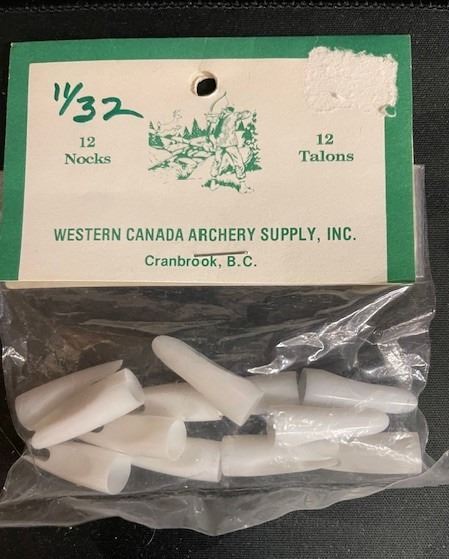 11/32
12
Nocks
12
Talons
WESTERN CANADA ARCHERY SUPPLY, INC.
Cranbrook, B.C.